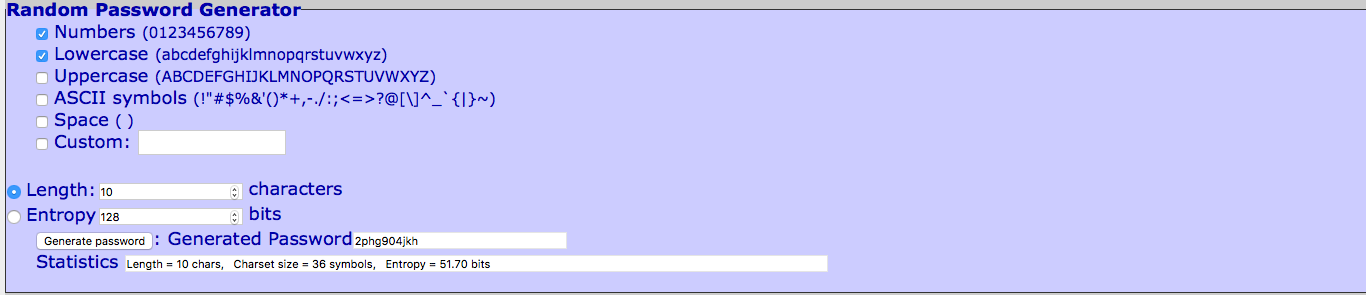 Random Password Generator
Numbers (0123456789)
Lowercase (abcdefghijklmnopqrstuvwxyz)
Uppercase (ABCDEFGHIJKLMNOPQRSTUVWXYZ)
ASCII symbols (!"#$%&'()*+,-./:;<=>?@[\]^_`{|}~)
Space ( )
Custom:
Length: 10 characters
Entropy 128 bits
Generate password : Generated Password 2phg904jkh
Statistics Length = 10 chars, Charset size = 36 symbols, Entropy = 51.70 bits